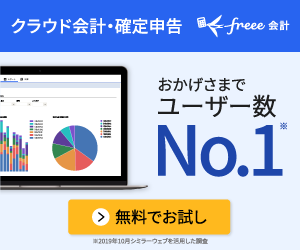 クラウド会計・確定申告
freee 会計
おかげさまで
ユーザー数
No.1※
無料でお試し
※2019年10月シミラーウェブを活用した調査